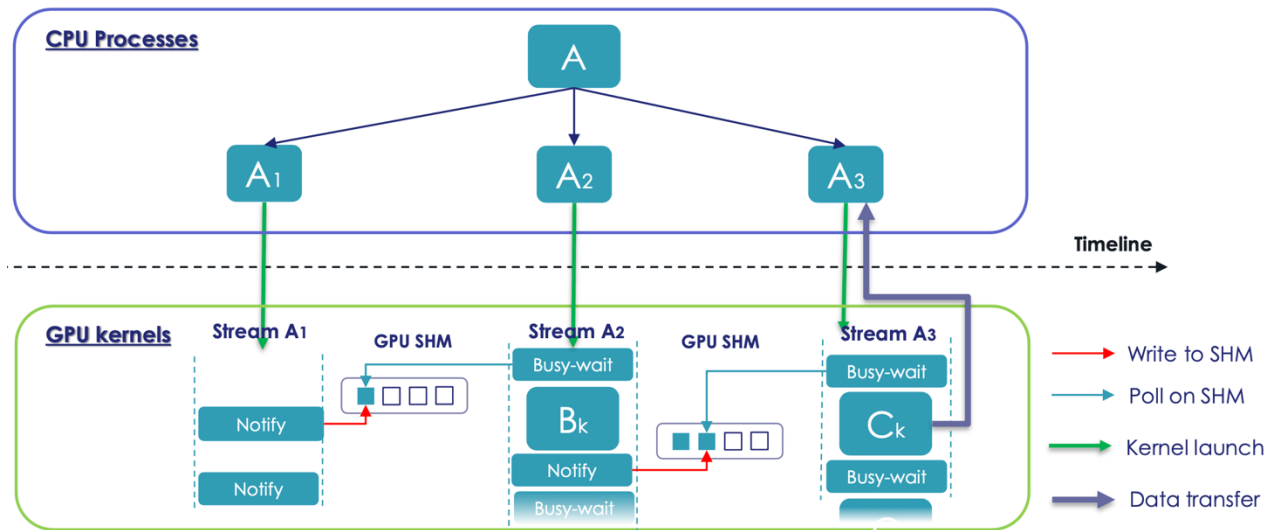 CPU Processes
A
A1
A2
A3
Timeline
GPU kernels
Stream A1
GPU SHM
Stream A2
GPU SHM
Stream A3
Busy-wait
Busy-wait
Notify
Bk
Ck
Notify
Notify
Busy-wait
Busy-wait
Write to SHM
Poll on SHM
Kernel launch
Data transfer